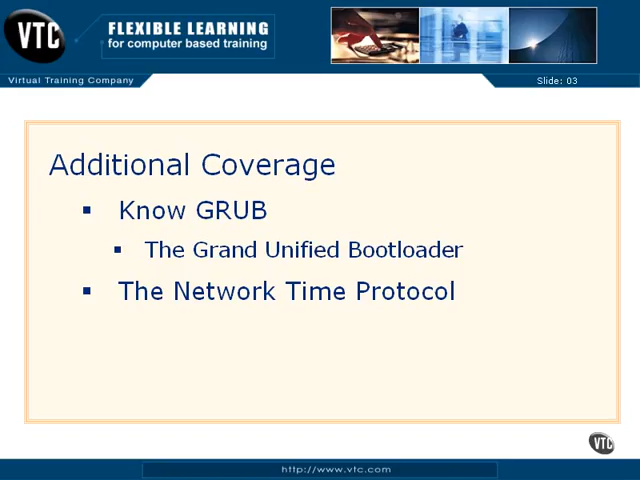 VTC
FLEXIBLE LEARNING
for computer based training
Virtual Training Company
Slide: 03
Additional Coverage
Know GRUB
The Grand Unified Bootloader
The Network Time Protocol
VTC
http://www.vtc.com